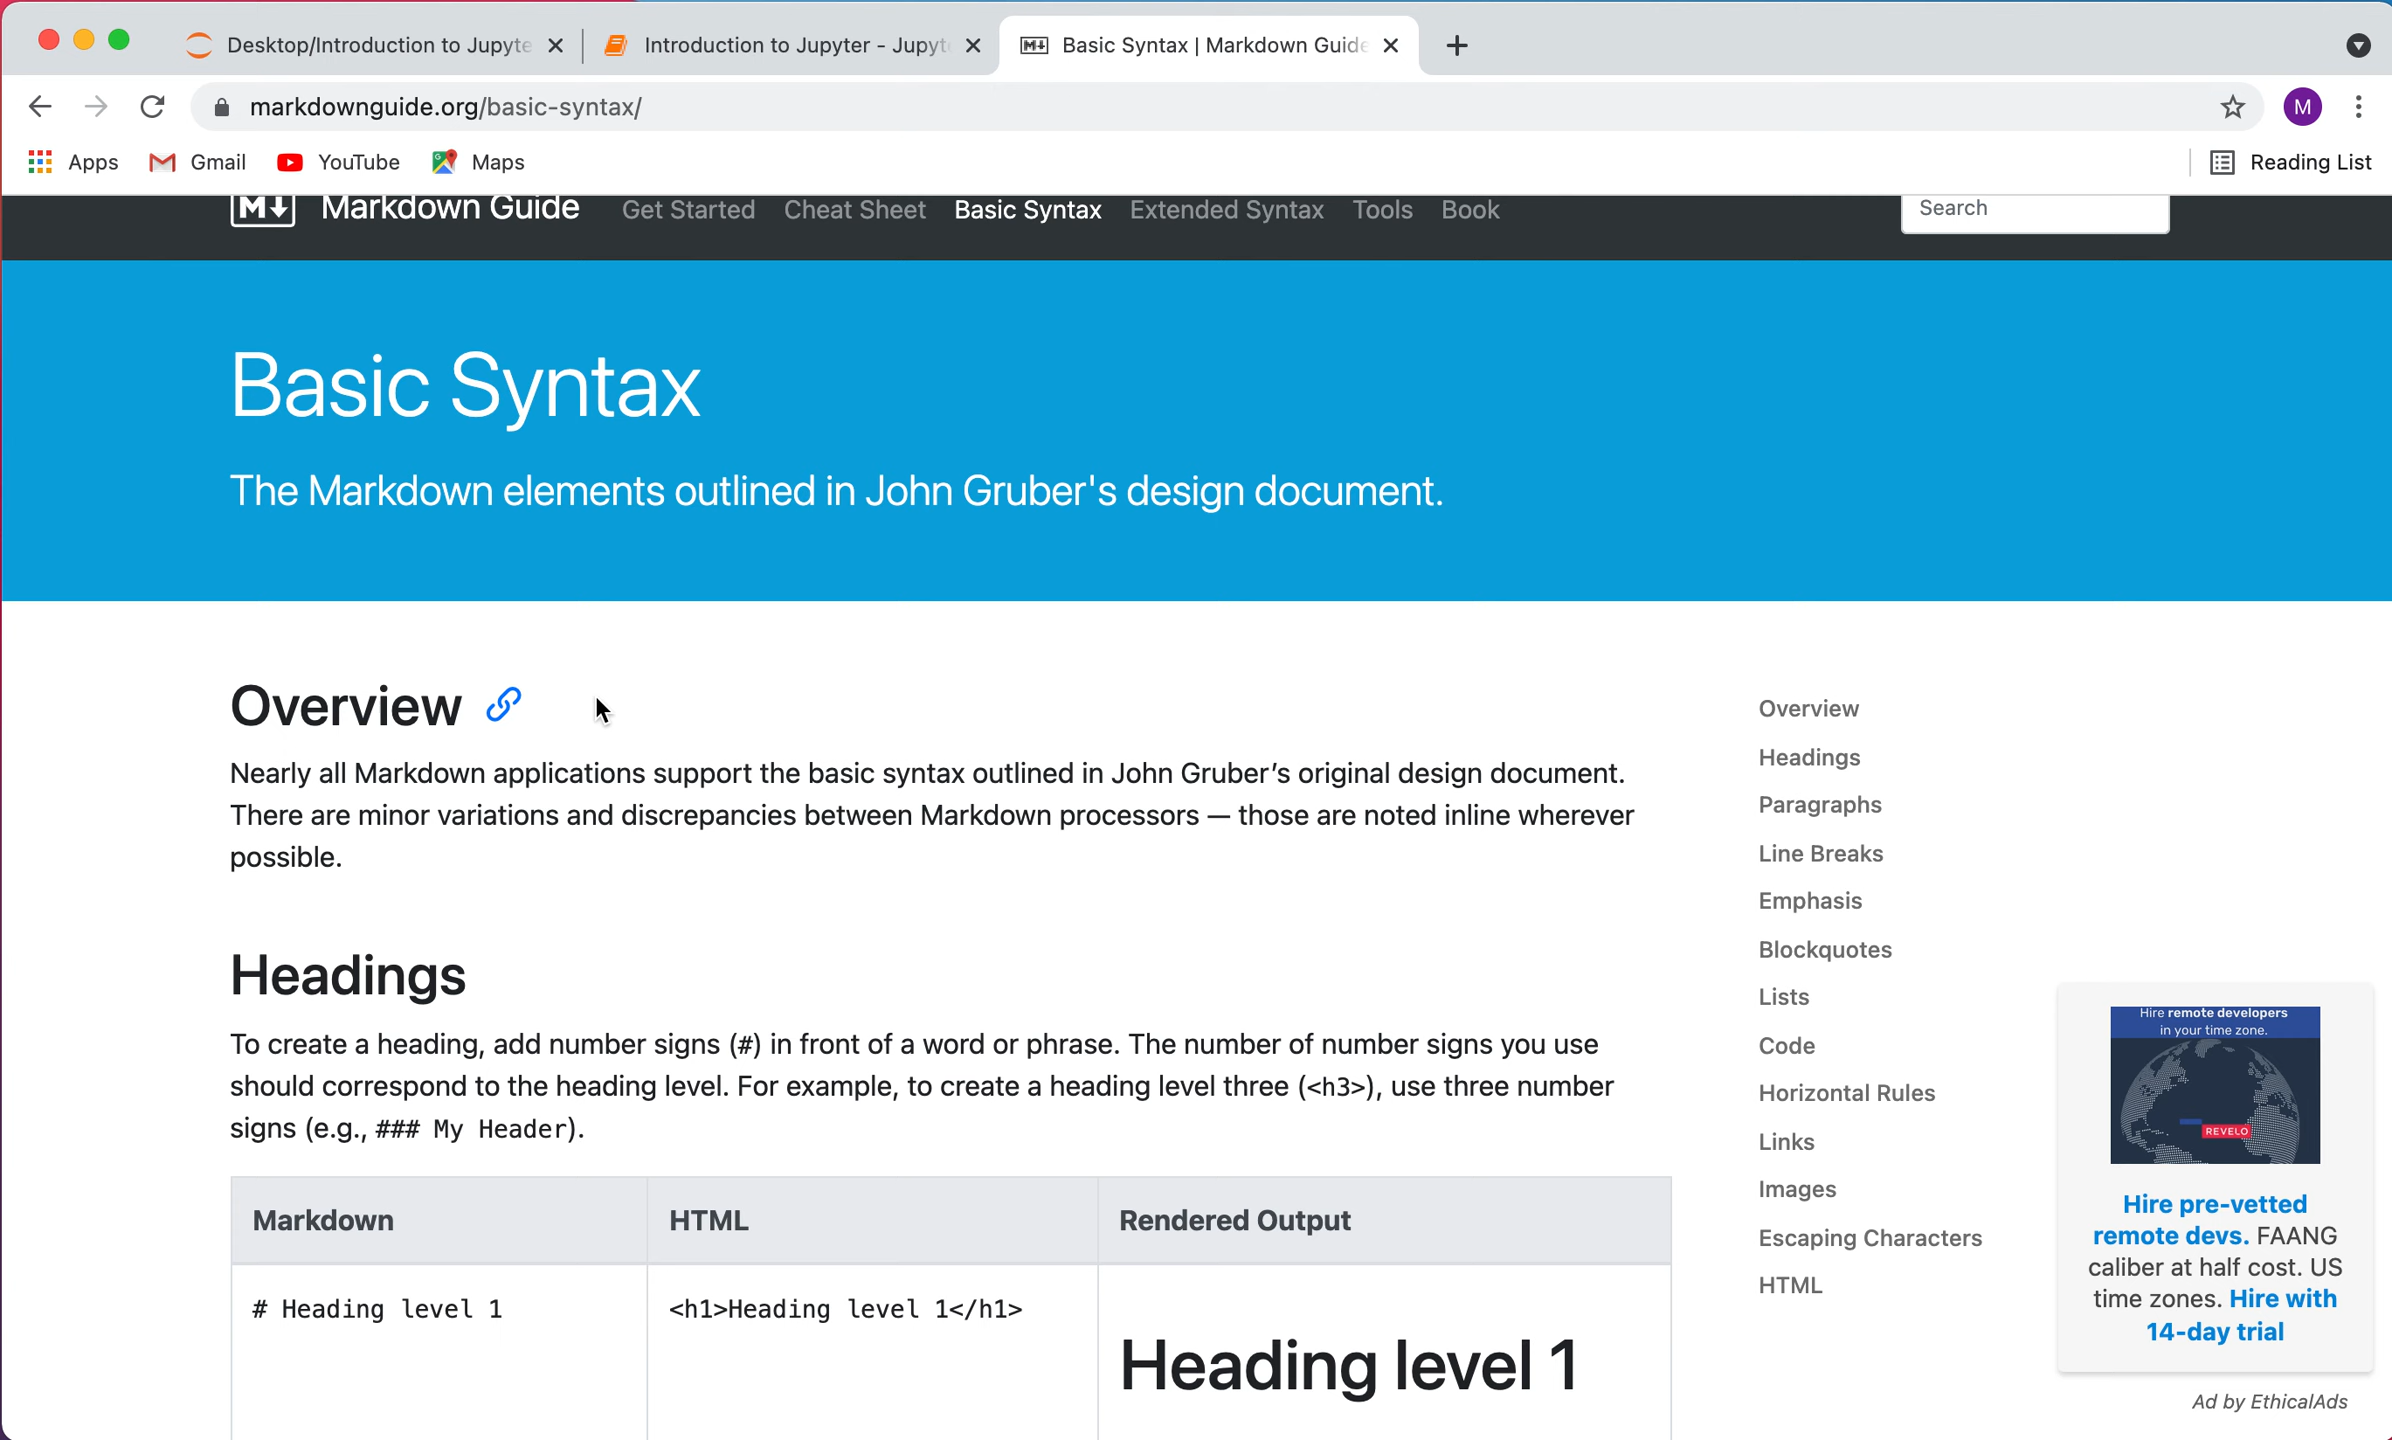 Desktop/Introduction to Jupyte
Introduction to Jupyter - Jupyt
M↓ Basic Syntax | Markdown Guide
markdownguide.org/basic-syntax/
M
Apps
Gmail
YouTube
Maps
Reading List
M↓ Markdown Guide
Get Started
Cheat Sheet
Basic Syntax
Extended Syntax
Tools
Book
Search
Basic Syntax
The Markdown elements outlined in John Gruber's design document.
Overview
Nearly all Markdown applications support the basic syntax outlined in John Gruber’s original design document.
There are minor variations and discrepancies between Markdown processors — those are noted inline wherever
possible.
Headings
To create a heading, add number signs (#) in front of a word or phrase. The number of number signs you use
should correspond to the heading level. For example, to create a heading level three (<h3>), use three number
signs (e.g., ### My Header).
Markdown
HTML
Rendered Output
# Heading level 1
<h1>Heading level 1</h1>
Heading level 1
Overview
Headings
Paragraphs
Line Breaks
Emphasis
Blockquotes
Lists
Code
Horizontal Rules
Links
Images
Escaping Characters
HTML
Hire remote developers
in your time zone.
REVELO
Hire pre-vetted
remote devs. FAANG
caliber at half cost. US
time zones. Hire with
14-day trial
Ad by EthicalAds